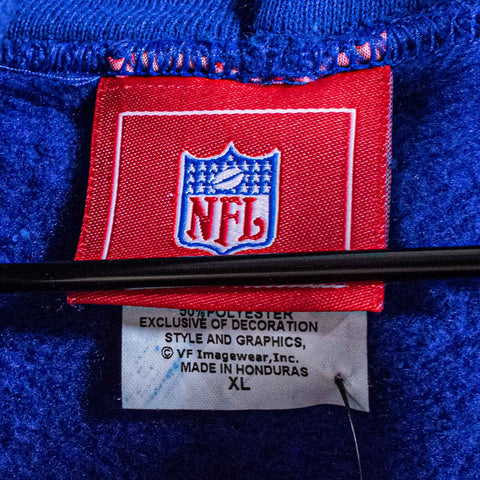 NFL
50% POLYESTER
EXCLUSIVE OF DECORATION
STYLE AND GRAPHICS,
© VF Imagewear,Inc.
MADE IN HONDURAS
XL